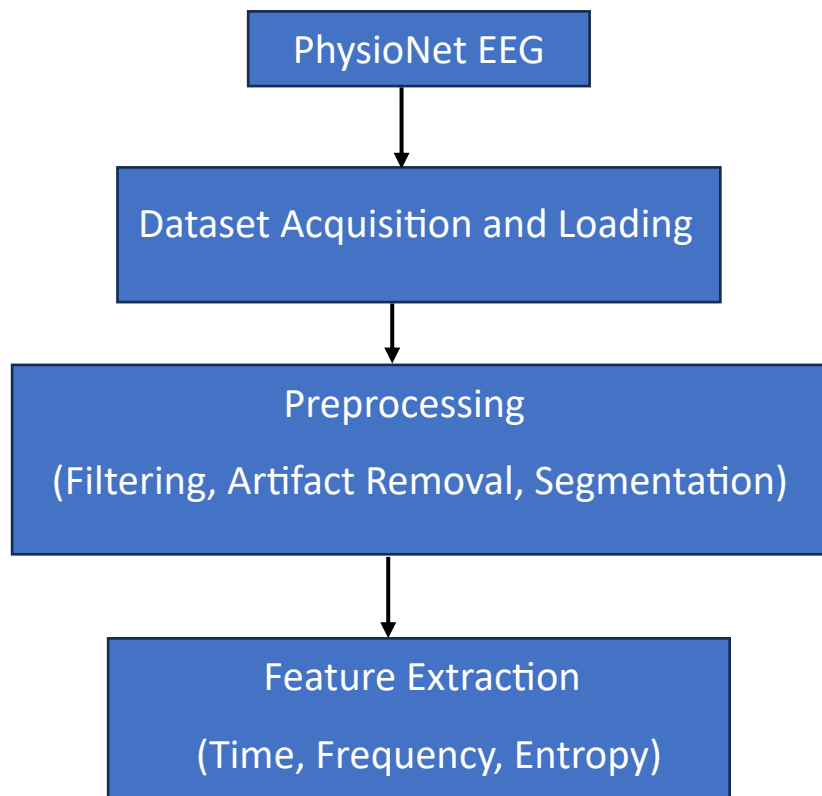 PhysioNet EEG
Dataset Acquisition and Loading
Preprocessing
(Filtering, Artifact Removal, Segmentation)
Feature Extraction
(Time, Frequency, Entropy)